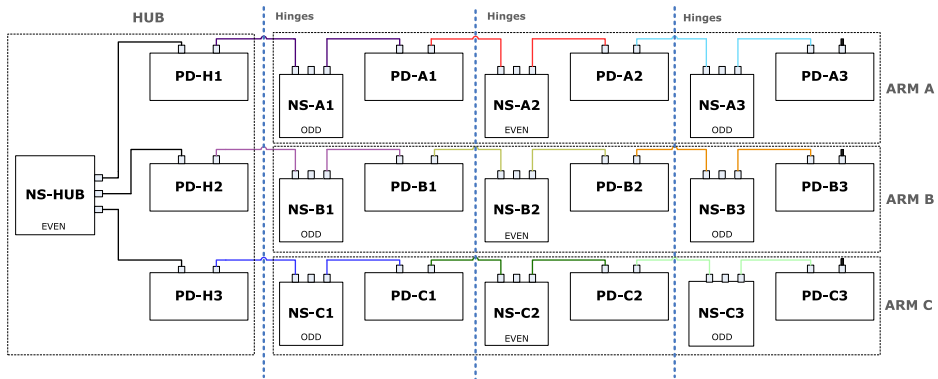 HUB
Hinges
Hinges
Hinges
PD-H1
NS-A1
ODD
PD-A1
NS-A2
EVEN
PD-A2
NS-A3
ODD
PD-A3
ARM A
NS-HUB
EVEN
PD-H2
NS-B1
ODD
PD-B1
NS-B2
EVEN
PD-B2
NS-B3
ODD
PD-B3
ARM B
PD-H3
NS-C1
ODD
PD-C1
NS-C2
EVEN
PD-C2
NS-C3
ODD
PD-C3
ARM C